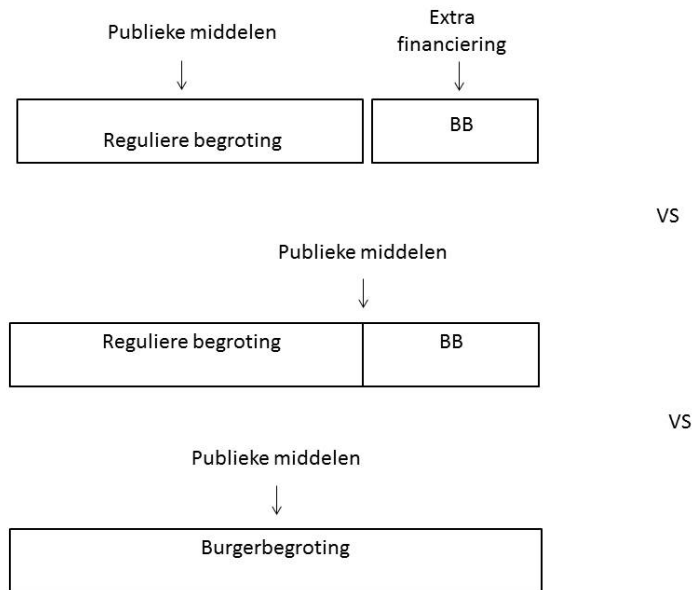 Publieke middelen
Extra
financiering
Reguliere begroting
BB
VS
Publieke middelen
Reguliere begroting
BB
VS
Publieke middelen
Burgerbegroting